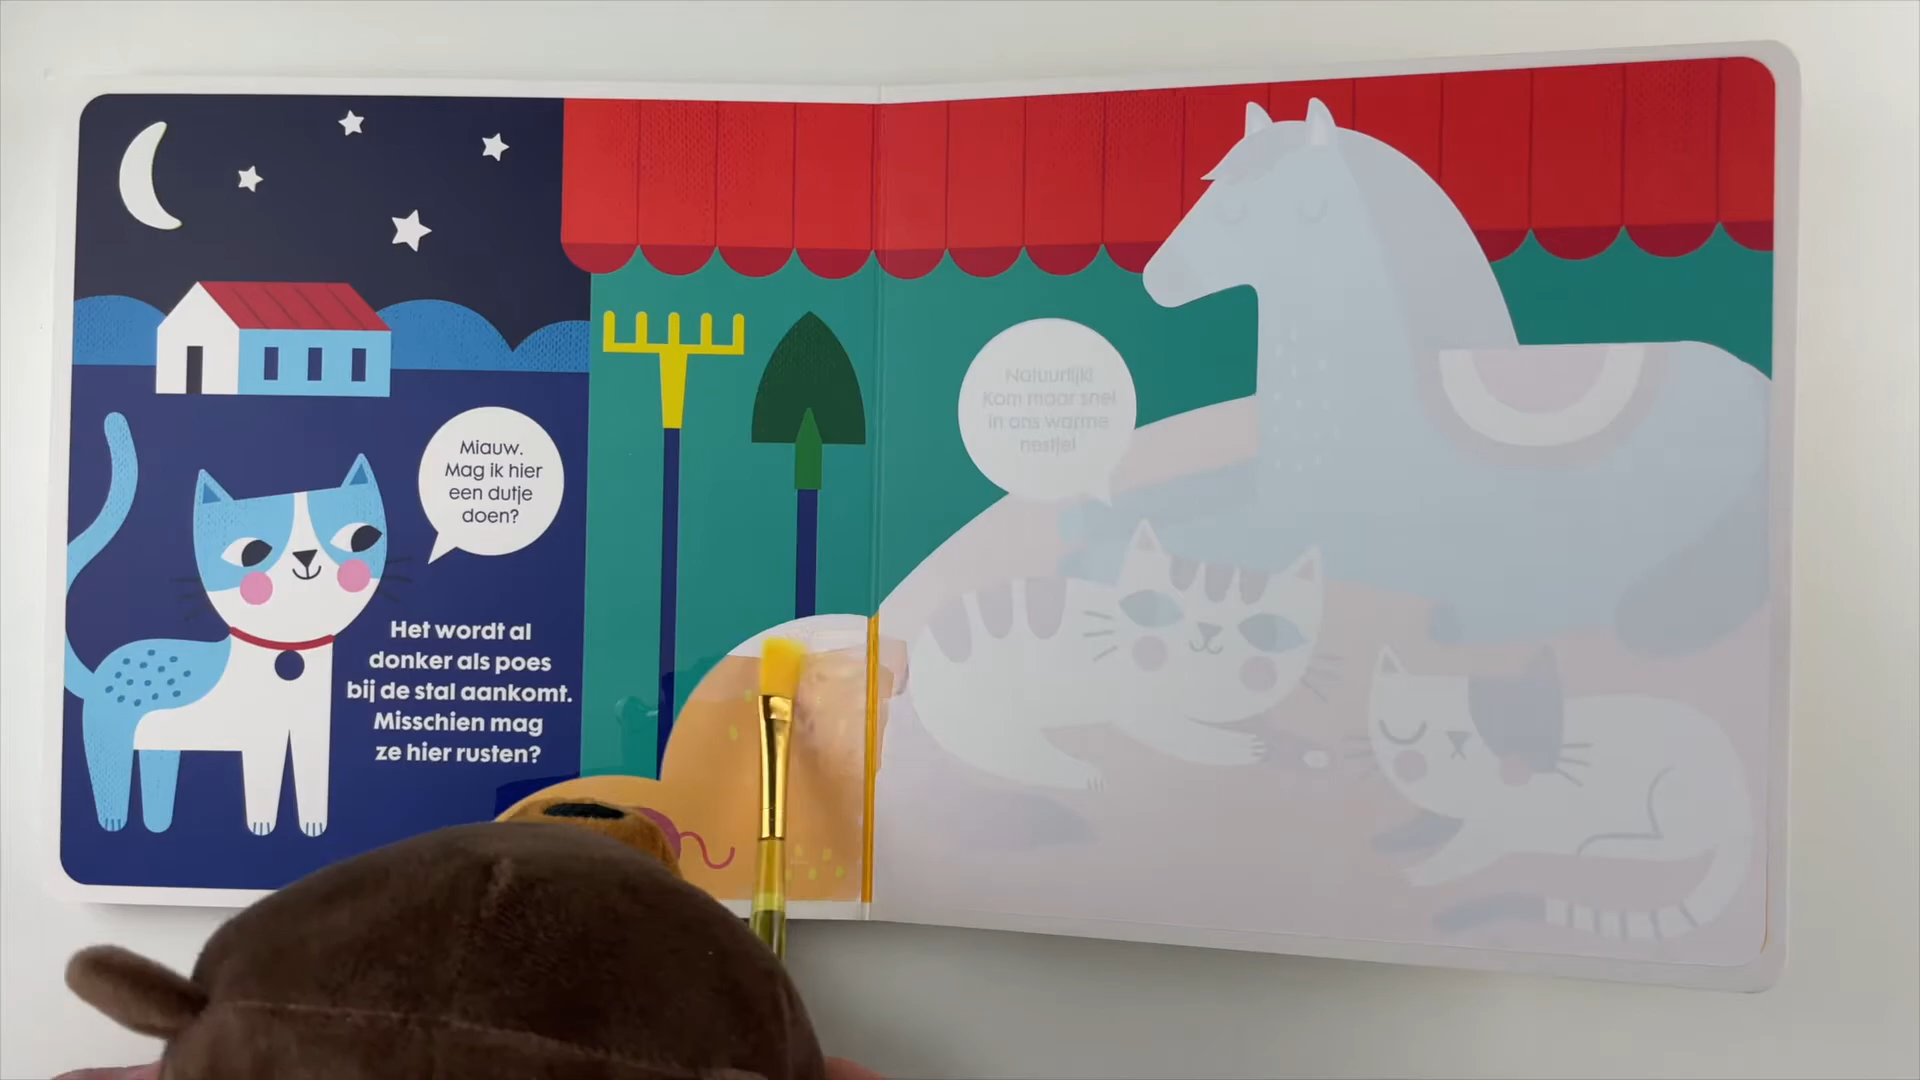 Miauw.
Mag ik hier
een dutje
doen?
Het wordt al
donker als poes
bij de stal aankomt.
Misschien mag
ze hier rusten?
Natuurlijk!
Kom maar snel
in ons warme
nestje!